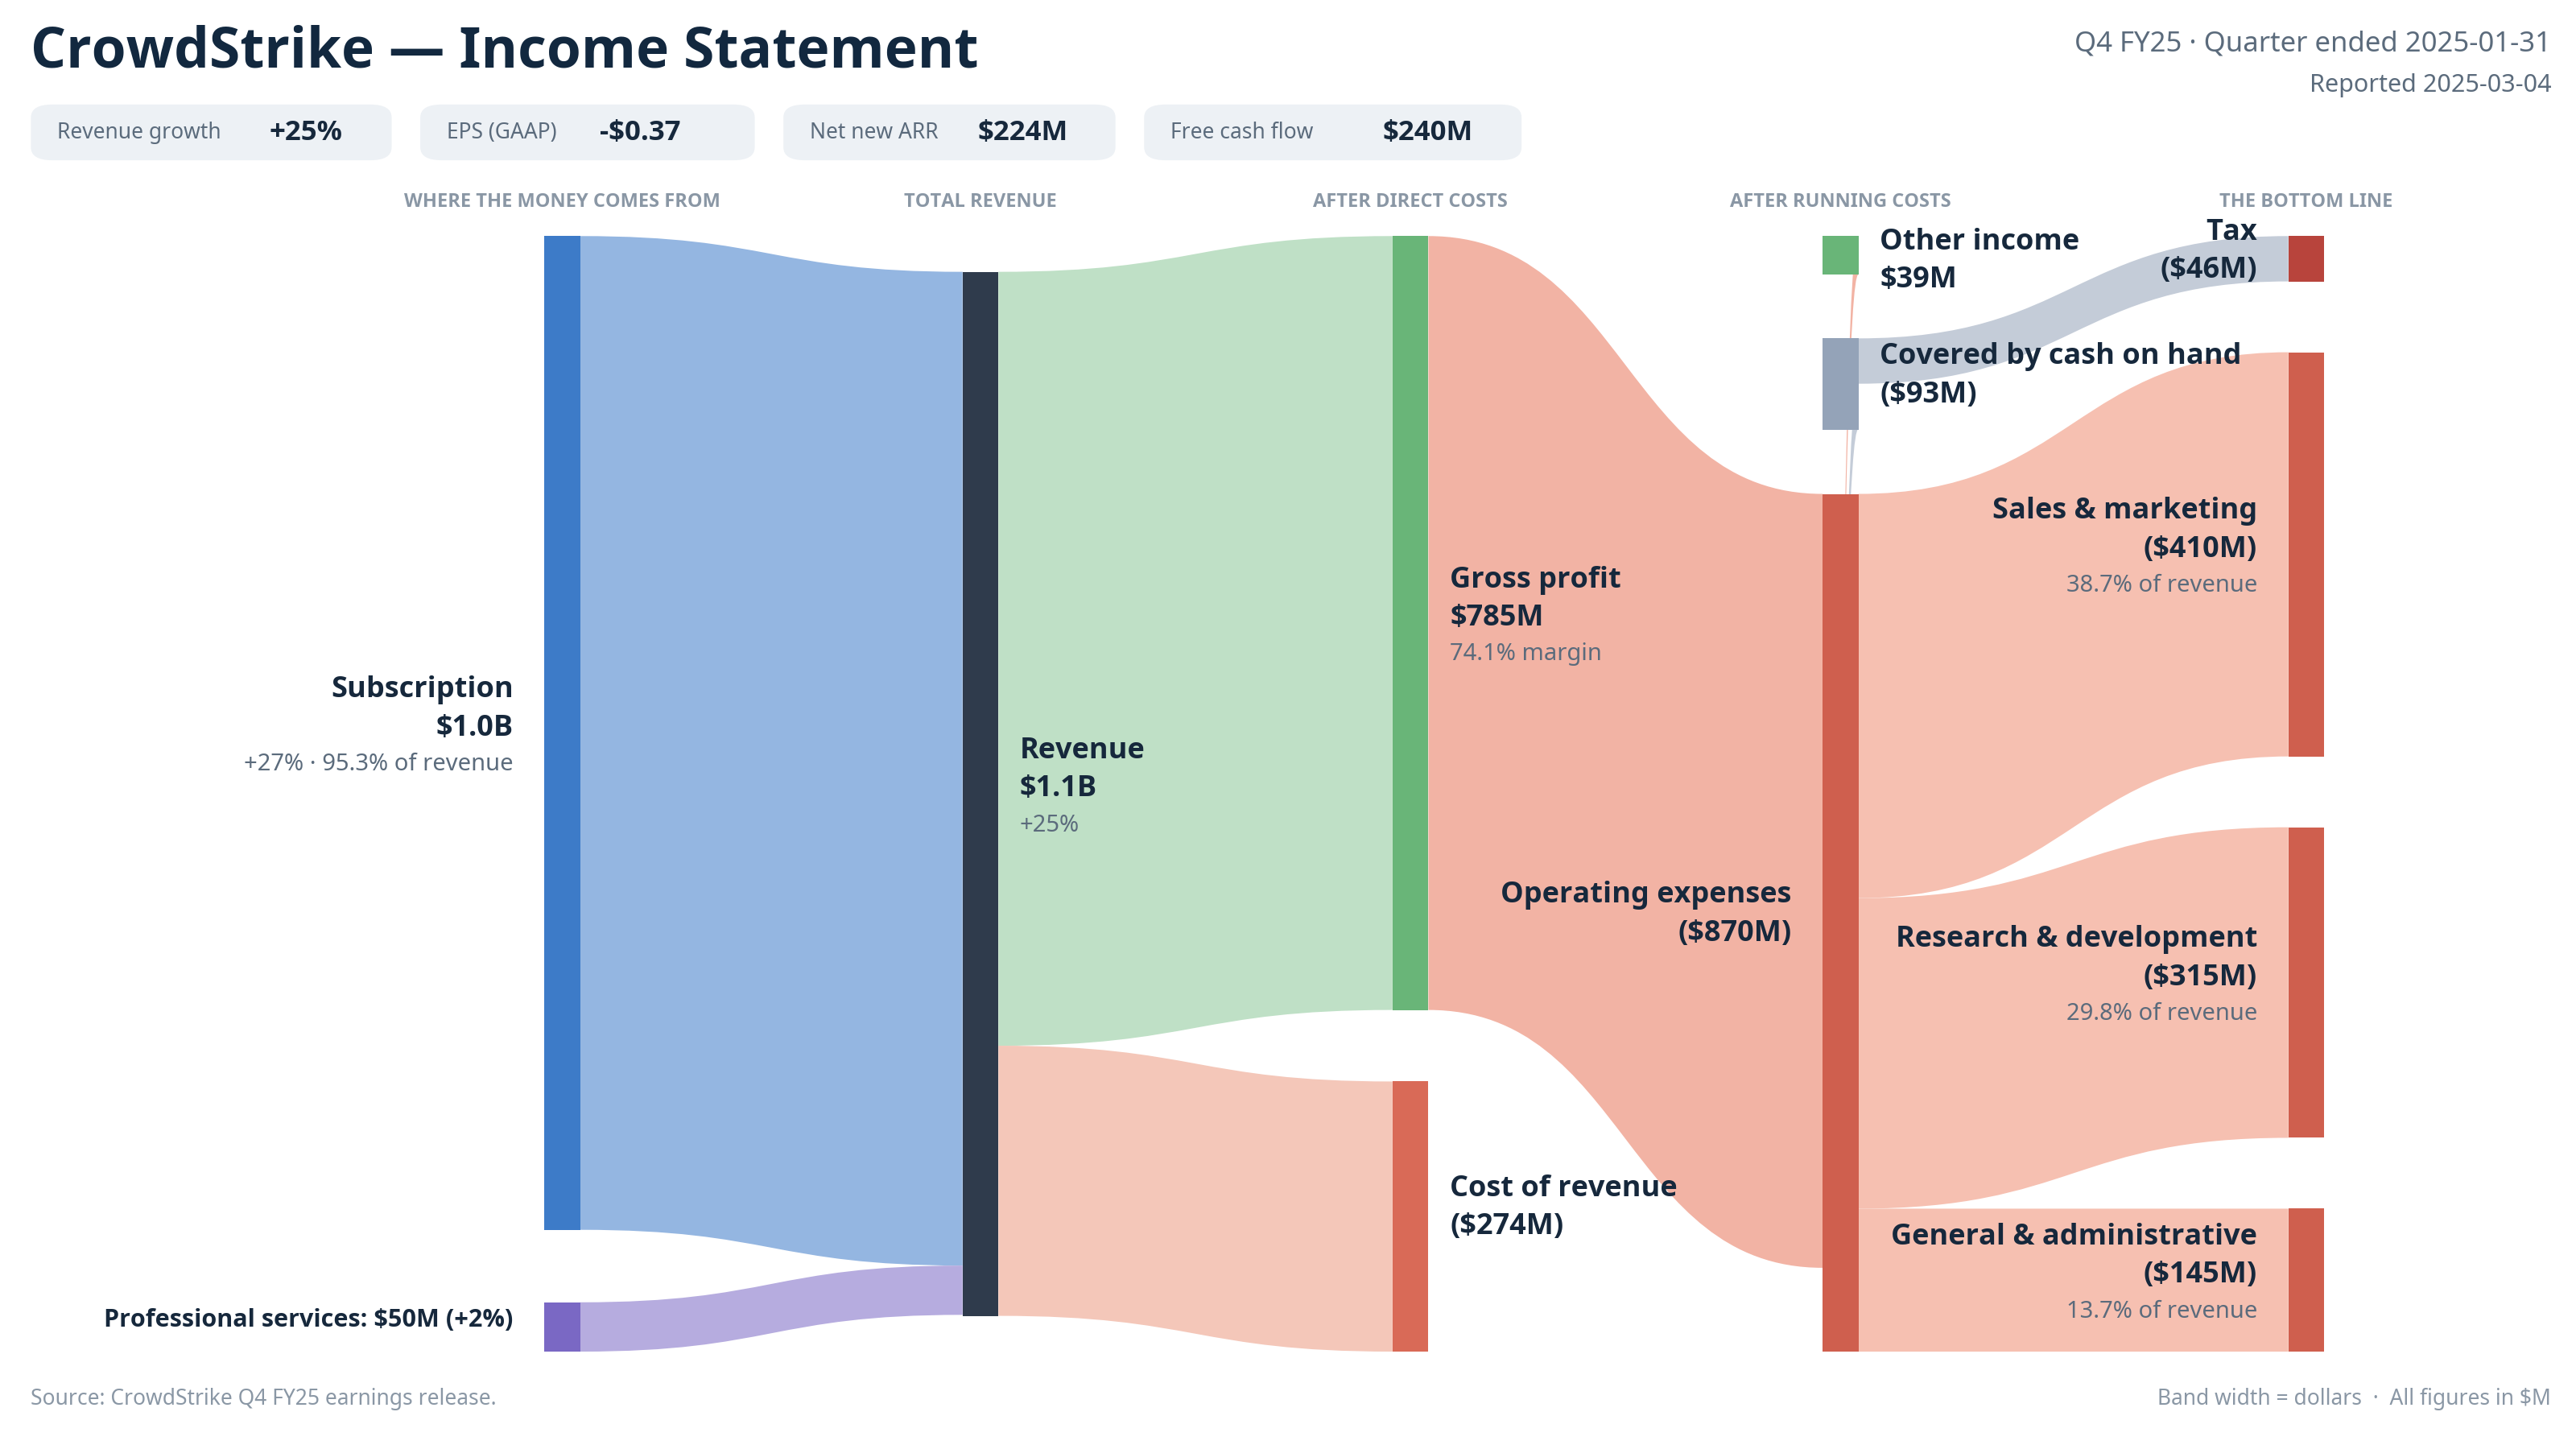 CrowdStrike — Income Statement
Q4 FY25 · Quarter ended 2025-01-31
Reported 2025-03-04
Revenue growth +25%
EPS (GAAP) -$0.37
Net new ARR $224M
Free cash flow $240M
WHERE THE MONEY COMES FROM
TOTAL REVENUE
AFTER DIRECT COSTS
AFTER RUNNING COSTS
THE BOTTOM LINE
Subscription
$1.0B
+27% · 95.3% of revenue
Professional services: $50M (+2%)
Revenue
$1.1B
+25%
Gross profit
$785M
74.1% margin
Cost of revenue
($274M)
Other income
$39M
Covered by cash on hand
($93M)
Operating expenses
($870M)
Tax
($46M)
Sales & marketing
($410M)
38.7% of revenue
Research & development
($315M)
29.8% of revenue
General & administrative
($145M)
13.7% of revenue
Source: CrowdStrike Q4 FY25 earnings release.
Band width = dollars · All figures in $M